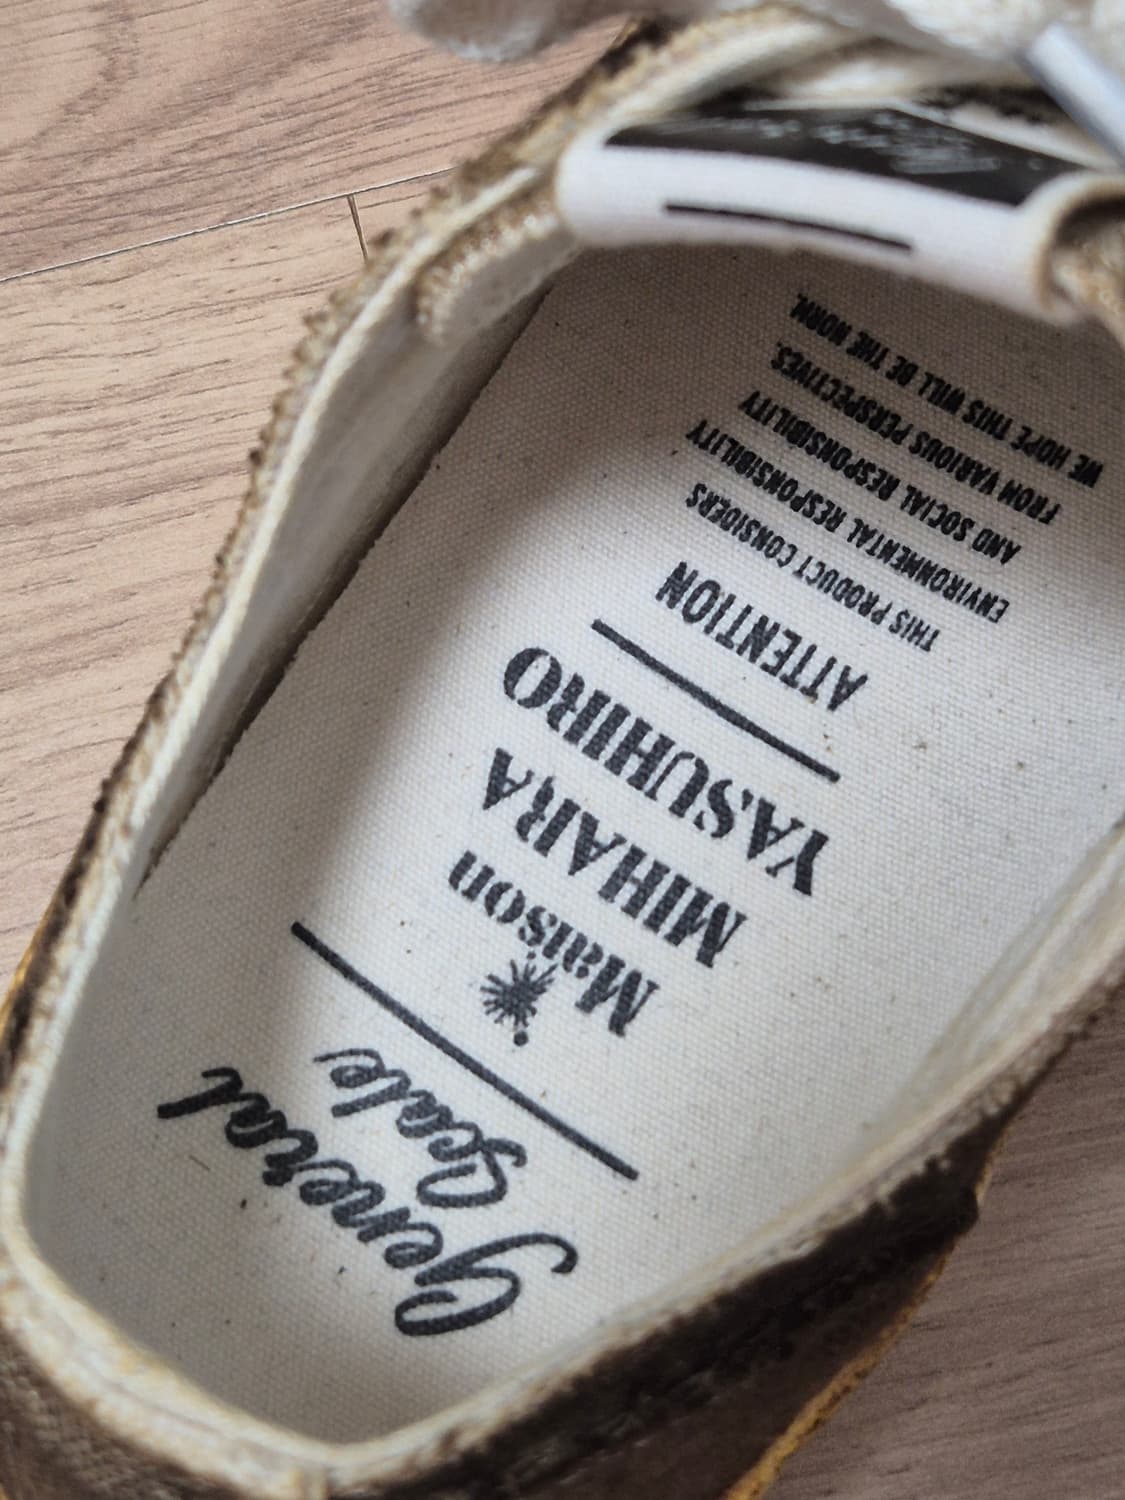 General
Scale
Maison
MIHARA
YASUHIRO
ATTENTION
THIS PRODUCT CONSIDERS
ENVIRONMENTAL RESPONSIBILITY
AND SOCIAL RESPONSIBILITY
FROM VARIOUS PERSPECTIVES.
WE HOPE THIS WILL BE THE NORM.